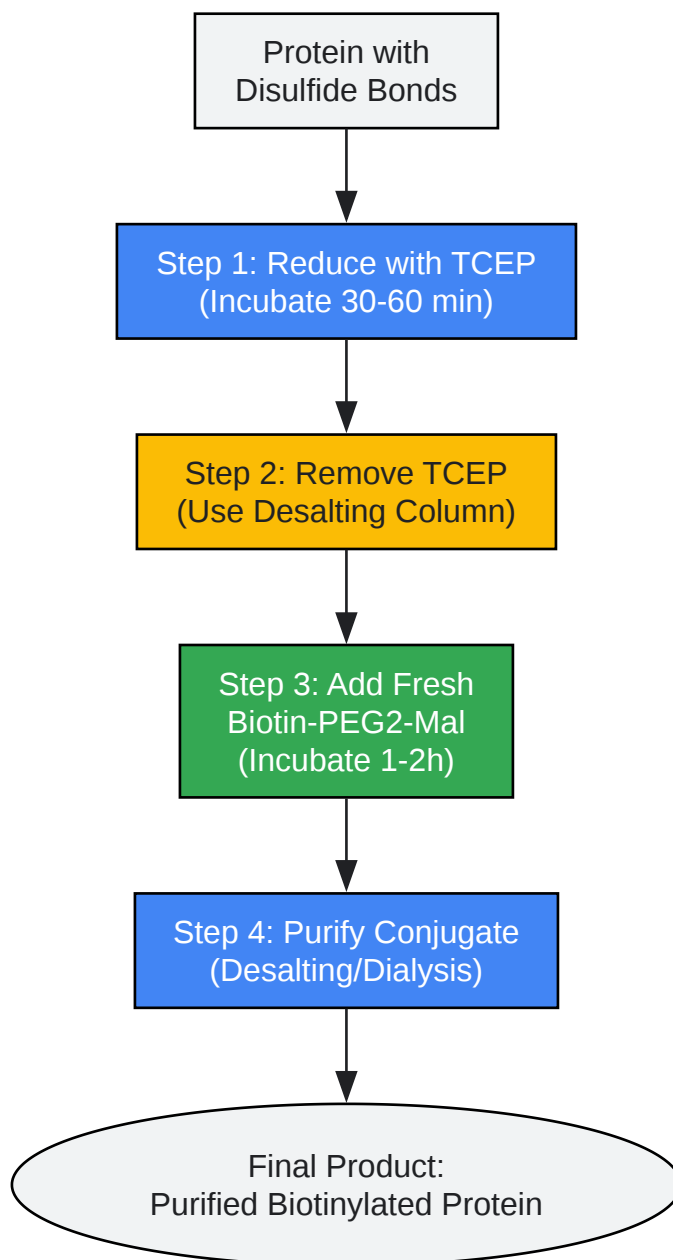 Protein with
Disulfide Bonds
Step 1: Reduce with TCEP
(Incubate 30-60 min)
Step 2: Remove TCEP
(Use Desalting Column)
Step 3: Add Fresh
Biotin-PEG2-Mal
(Incubate 1-2h)
Step 4: Purify Conjugate
(Desalting/Dialysis)
Final Product:
Purified Biotinylated Protein